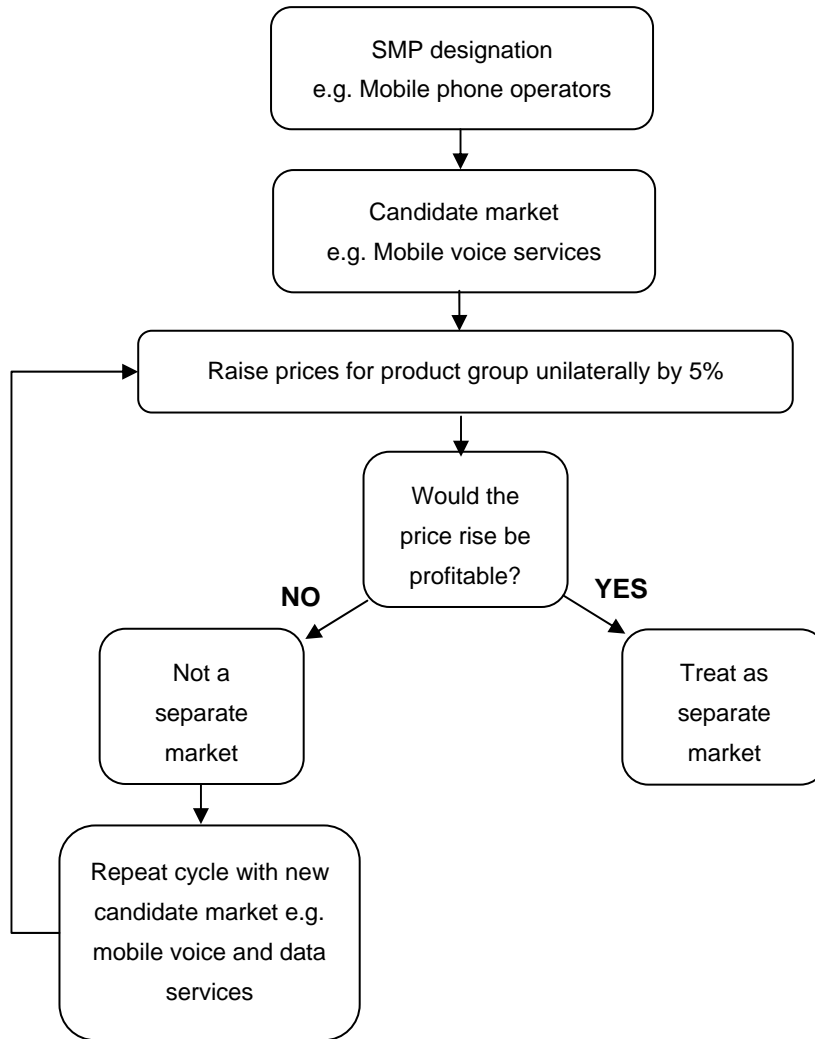 SMP designation
e.g. Mobile phone operators
Candidate market
e.g. Mobile voice services
Raise prices for product group unilaterally by 5%
Would the
price rise be
profitable?
NO
YES
Not a
separate
market
Treat as
separate
market
Repeat cycle with new
candidate market e.g.
mobile voice and data
services